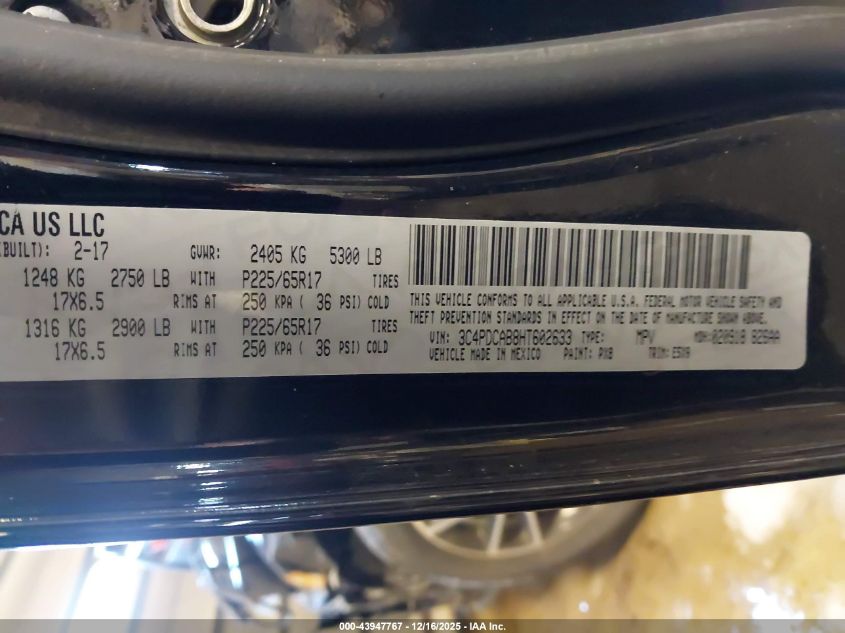 CA US LLC
(BUILT): 2-17 GVWR: 2405 KG 5300 LB
1248 KG 2750 LB WITH P225/65R17 TIRES
17X6.5 RIMS AT 250 KPA ( 36 PSI) COLD
1316 KG 2900 LB WITH P225/65R17 TIRES
17X6.5 RIMS AT 250 KPA ( 36 PSI) COLD
THIS VEHICLE CONFORMS TO ALL APPLICABLE U.S.A. FEDERAL MOTOR VEHICLE SAFETY AND
THEFT PREVENTION STANDARDS IN EFFECT ON THE DATE OF MANUFACTURE SHOWN ABOVE.
VIN: 3C4PDCAB8HT602633 TYPE: MPV MDH:
VEHICLE MADE IN MEXICO PAINT: PX8 TRIM: E5X9
000-43947767 - 12/16/2025 - IAA Inc.